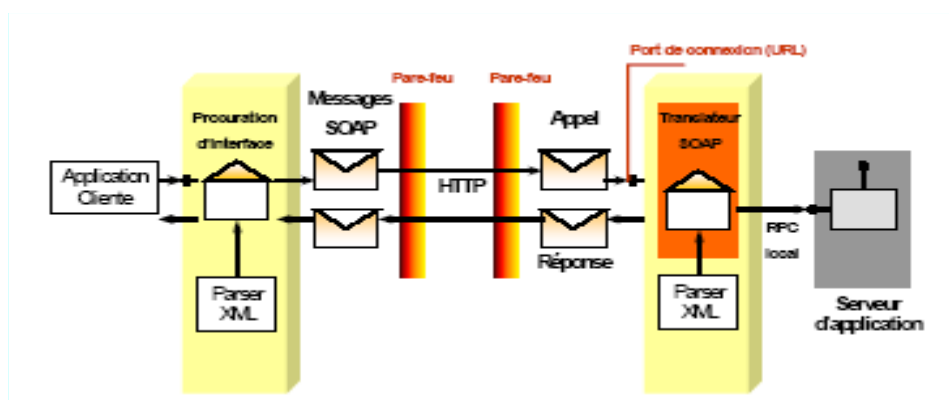 Port de connexion (URL)
Pare-feu
Pare-feu
Messages
SOAP
Appel
Procuration
d'interface
Translateur
SOAP
Application
Cliente
HTTP
RPC
local
Réponse
Parser
XML
Parser
XML
Serveur
d'application